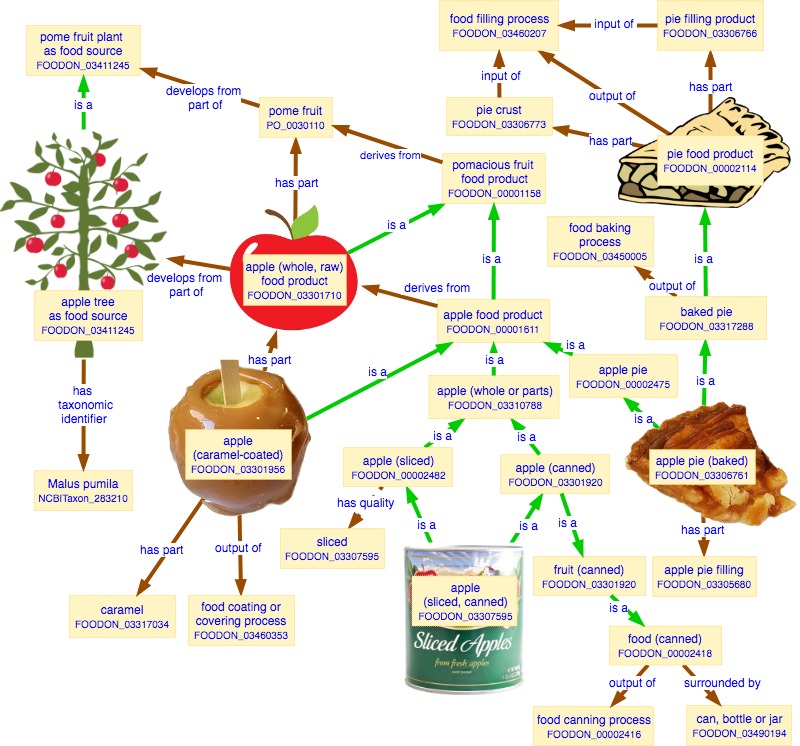 food filling process
FOODON_03460207
input of
pie filling product
FOODON_03306766
pome fruit plant
as food source
FOODON_03411245
is a
develops from
part of
pome fruit
PO_0030110
input of
output of
has part
pie crust
FOODON_03306773
has part
pie food product
FOODON_00002114
derives from
pomacious fruit
food product
FOODON_00001158
has part
is a
food baking
process
FOODON_03450005
is a
is a
apple (whole, raw)
food product
FOODON_03301710
develops from
part of
derives from
output of
apple tree
as food source
FOODON_03411245
apple food product
FOODON_00001611
baked pie
FOODON_03317288
has part
is a
is a
is a
apple pie
FOODON_00002475
is a
has
taxonomic
identifier
apple (whole or parts)
FOODON_03310788
is a
apple
(caramel-coated)
FOODON_03301956
is a
is a
apple (sliced)
FOODON_00002482
apple (canned)
FOODON_03301920
apple pie (baked)
FOODON_03306761
Malus pumila
NCBITaxon_283210
has quality
is a
is a
is a
has part
sliced
FOODON_03307595
has part
output of
fruit (canned)
FOODON_03301920
apple pie filling
FOODON_03305680
apple
(sliced, canned)
FOODON_03307595
is a
caramel
FOODON_03317034
food coating or
covering process
FOODON_03460353
Sliced Apples
from fresh apples
food (canned)
FOODON_00002418
output of
surrounded by
food canning process
FOODON_00002416
can, bottle or jar
FOODON_03490194